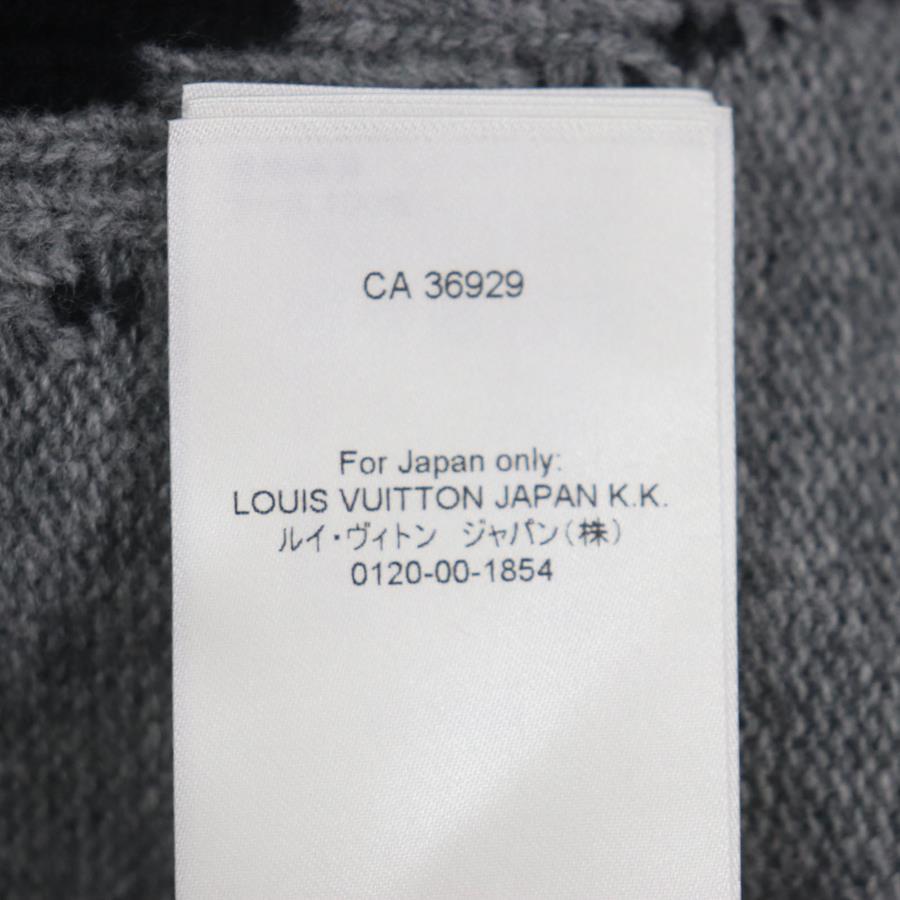 CA 36929
For Japan only:
LOUIS VUITTON JAPAN K.K.
ルイ・ヴィトン ジャパン(株)
0120-00-1854